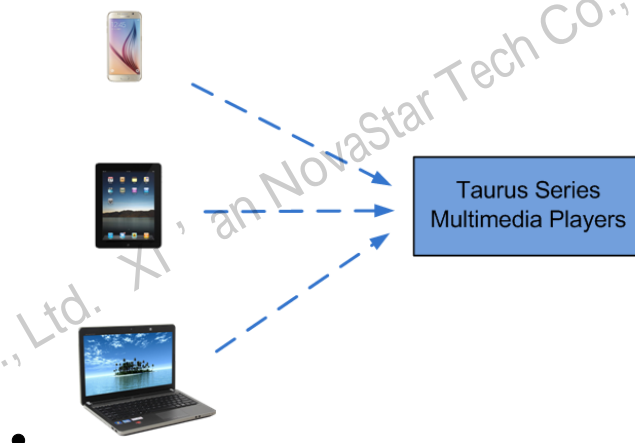 Taurus Series
Multimedia Players
., Ltd. Xi’an NovaStar Tech Co.,